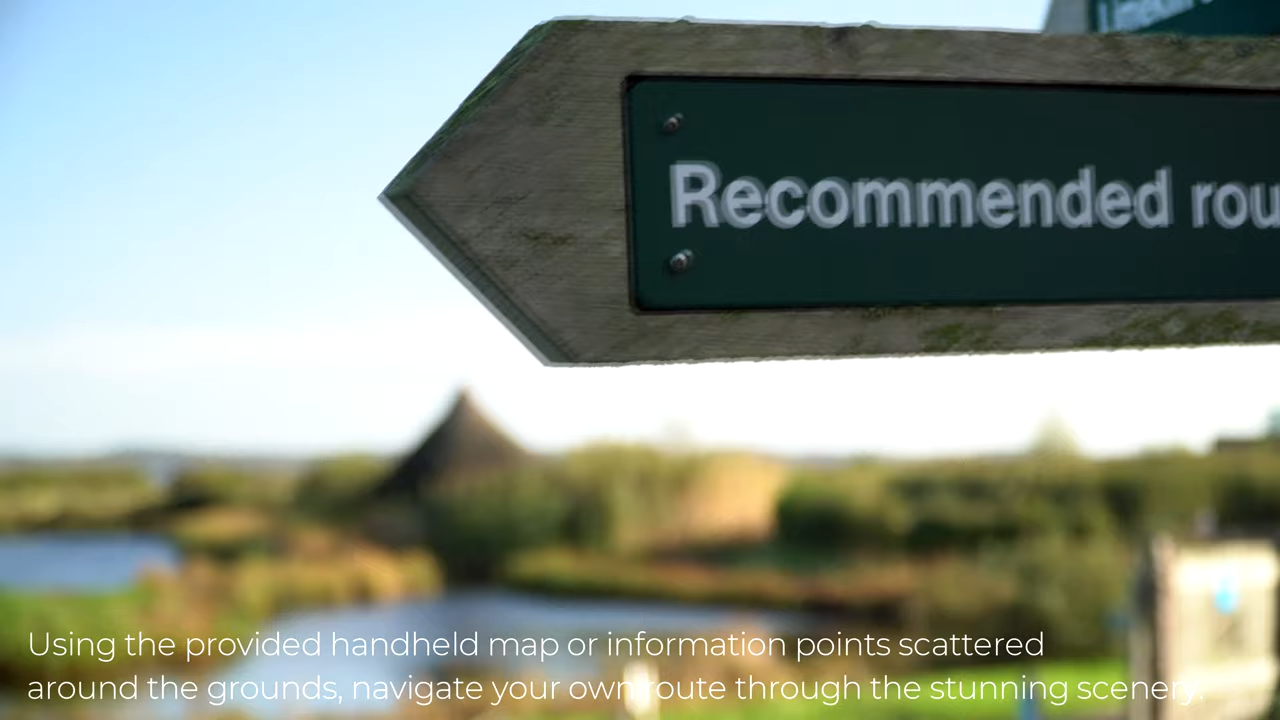 Recommended rou
Using the provided handheld map or information points scattered
around the grounds, navigate your own route through the stunning scenery.